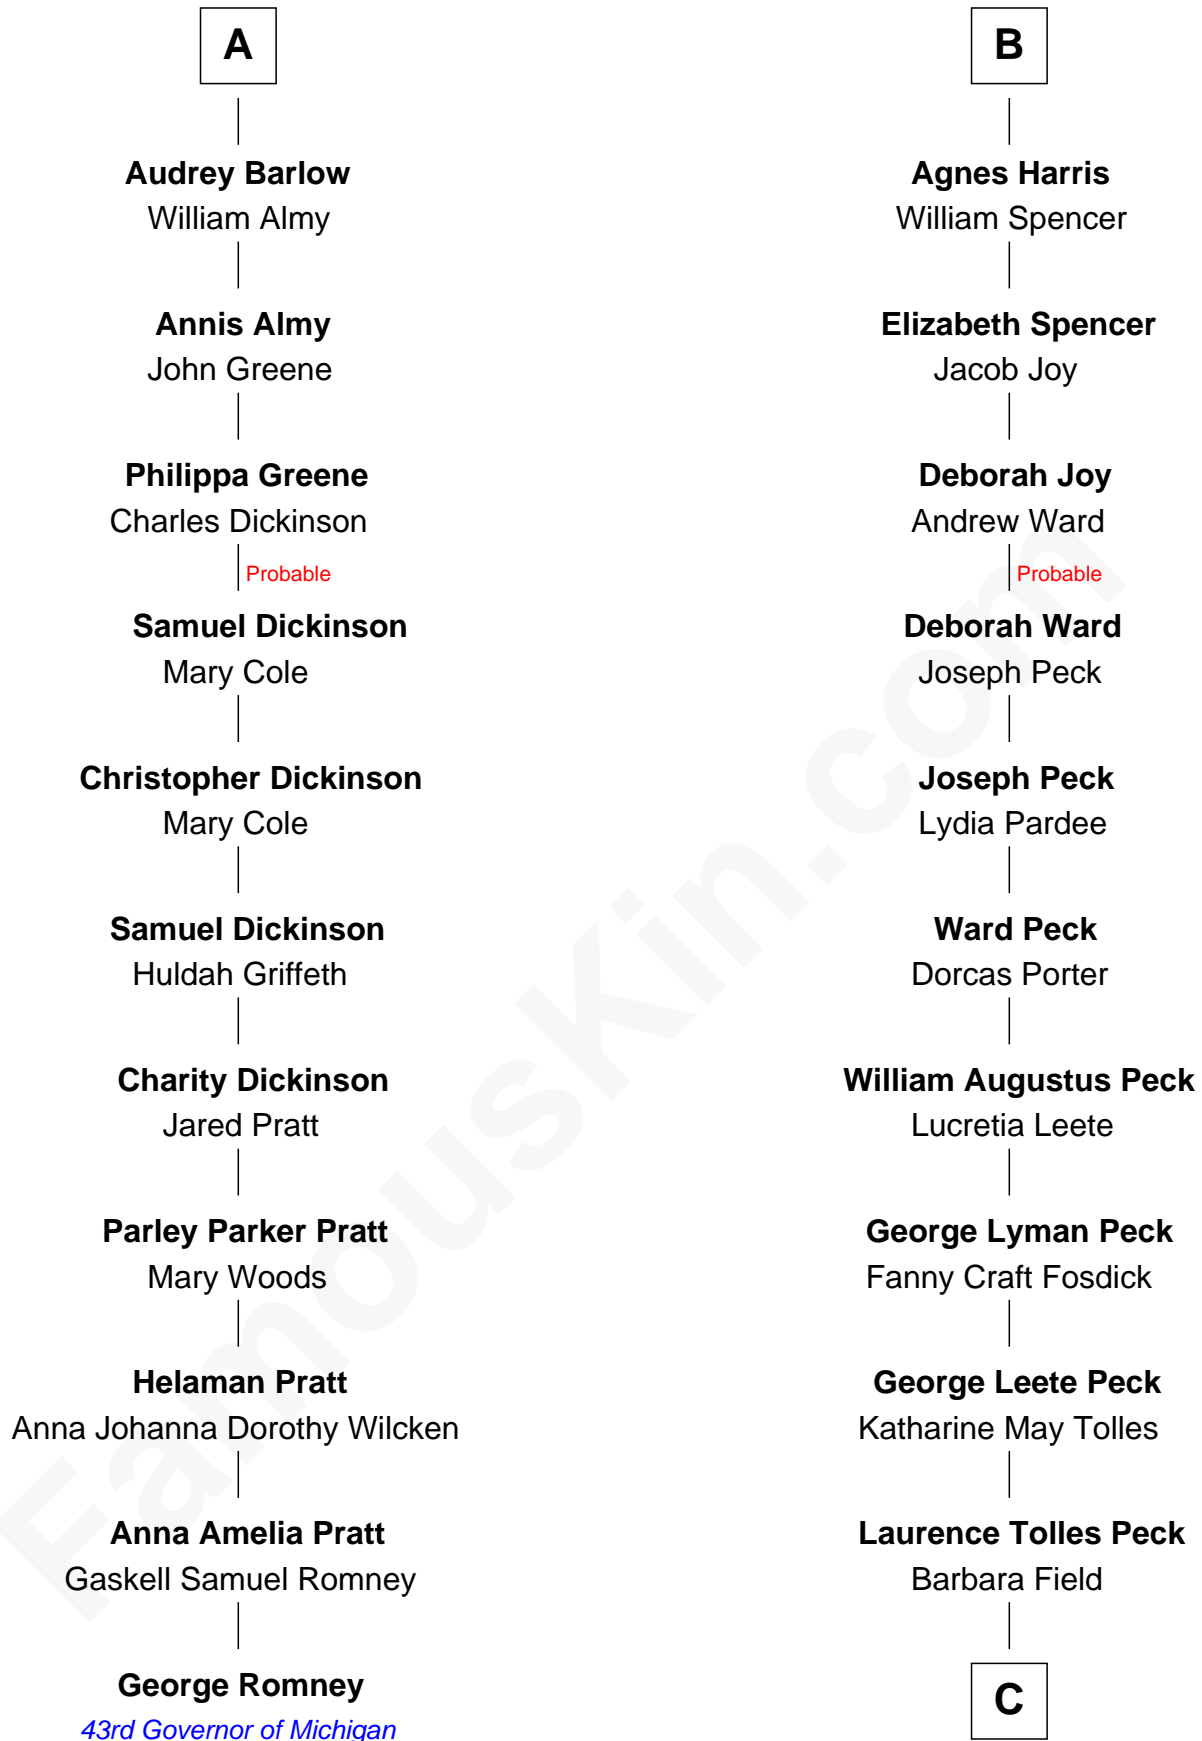 A
Audrey Barlow
William Almy
Annis Almy
John Greene
Philippa Greene
Charles Dickinson
Probable
Samuel Dickinson
Mary Cole
Christopher Dickinson
Mary Cole
Samuel Dickinson
Huldah Griffeth
Charity Dickinson
Jared Pratt
Parley Parker Pratt
Mary Woods
Helaman Pratt
Anna Johanna Dorothy Wilcken
Anna Amelia Pratt
Gaskell Samuel Romney
George Romney
43rd Governor of Michigan
B
Agnes Harris
William Spencer
Elizabeth Spencer
Jacob Joy
Deborah Joy
Andrew Ward
Probable
Deborah Ward
Joseph Peck
Joseph Peck
Lydia Pardee
Ward Peck
Dorcas Porter
William Augustus Peck
Lucretia Leete
George Lyman Peck
Fanny Craft Fosdick
George Leete Peck
Katharine May Tolles
Laurence Tolles Peck
Barbara Field
C
FamousKin.com